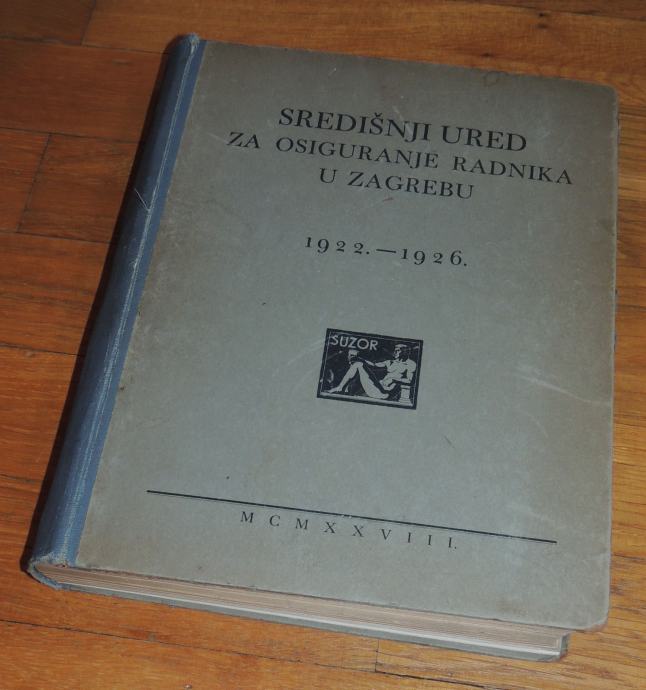 SREDIŠNJI URED
ZA OSIGURANJE RADNIKA
U ZAGREBU
1922.—1926.
SUZOR
MCMXXVIII.